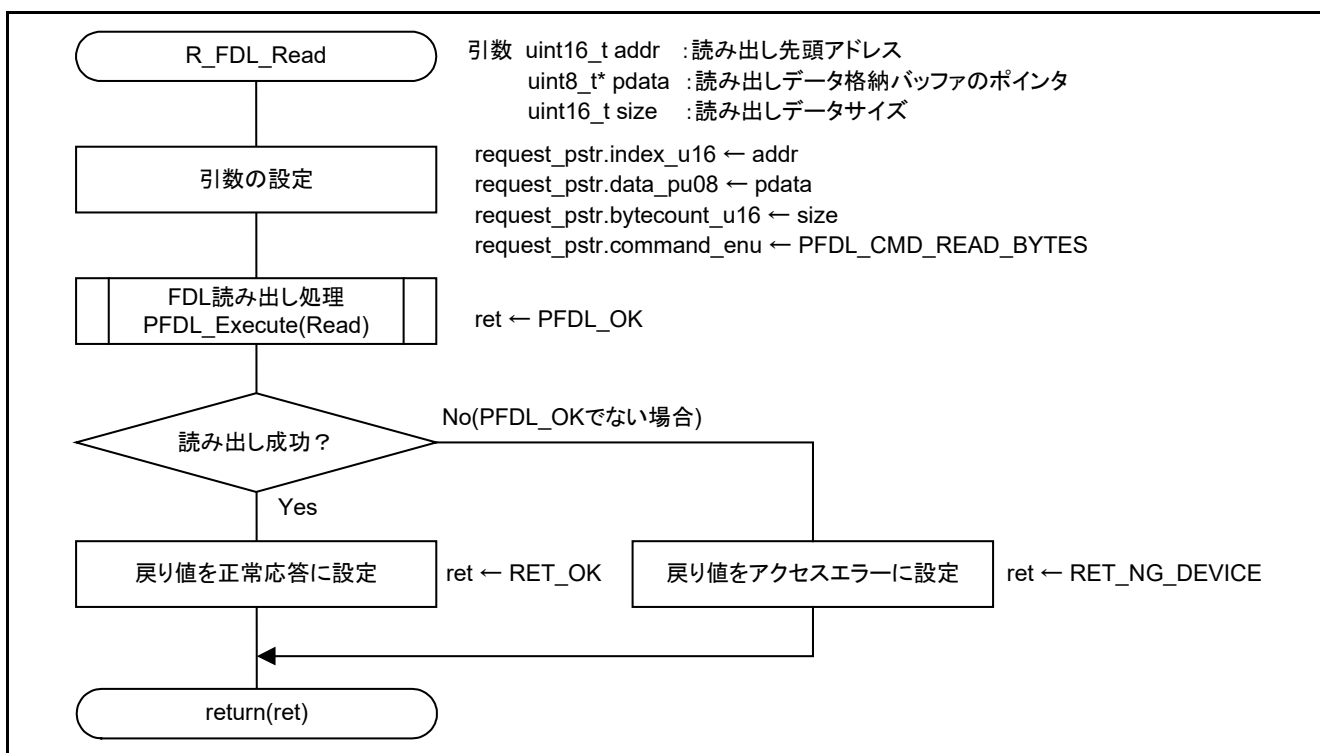 R_FDL_Read
引数 uint16_t addr :読み出し先頭アドレス
uint8_t* pdata :読み出しデータ格納バッファのポインタ
uint16_t size :読み出しデータサイズ
引数の設定
request_pstr.index_u16 ← addr
request_pstr.data_pu08 ← pdata
request_pstr.bytecount_u16 ← size
request_pstr.command_enu ← PFDL_CMD_READ_BYTES
FDL読み出し処理
PFDL_Execute(Read)
ret ← PFDL_OK
No(PFDL_OKでない場合)
読み出し成功？
Yes
戻り値を正常応答に設定
ret ← RET_OK
戻り値をアクセスエラーに設定
ret ← RET_NG_DEVICE
return(ret)